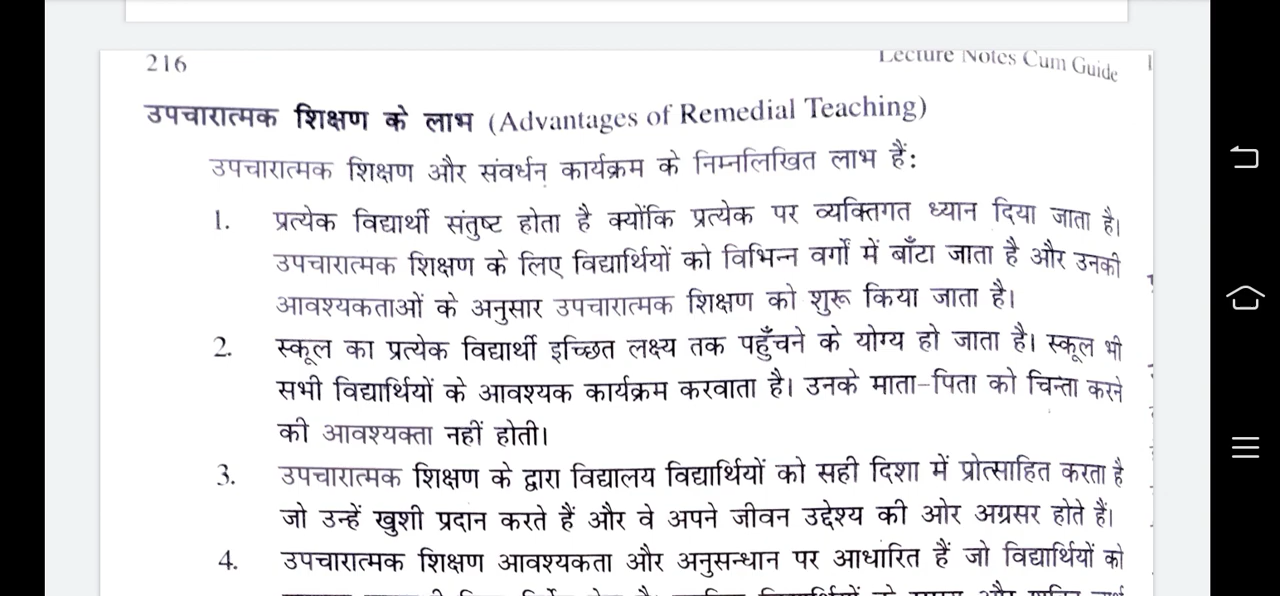 216
Lecture Notes Cum Guide
उपचारात्मक शिक्षण के लाभ (Advantages of Remedial Teaching)
उपचारात्मक शिक्षण और संवर्धन कार्यक्रम के निम्नलिखित लाभ हैं:
1. प्रत्येक विद्यार्थी संतुष्ट होता है क्योंकि प्रत्येक पर व्यक्तिगत ध्यान दिया जाता है।
उपचारात्मक शिक्षण के लिए विद्यार्थियों को विभिन्न वर्गों में बाँटा जाता है और उनकी
आवश्यकताओं के अनुसार उपचारात्मक शिक्षण को शुरू किया जाता है।
2. स्कूल का प्रत्येक विद्यार्थी इच्छित लक्ष्य तक पहुँचने के योग्य हो जाता है। स्कूल भी
सभी विद्यार्थियों के आवश्यक कार्यक्रम करवाता है। उनके माता-पिता को चिन्ता करने
की आवश्यक्ता नहीं होती।
3. उपचारात्मक शिक्षण के द्वारा विद्यालय विद्यार्थियों को सही दिशा में प्रोत्साहित करता है
जो उन्हें खुशी प्रदान करते हैं और वे अपने जीवन उद्देश्य की ओर अग्रसर होते हैं।
4. उपचारात्मक शिक्षण आवश्यकता और अनुसन्धान पर आधारित हैं जो विद्यार्थियों को